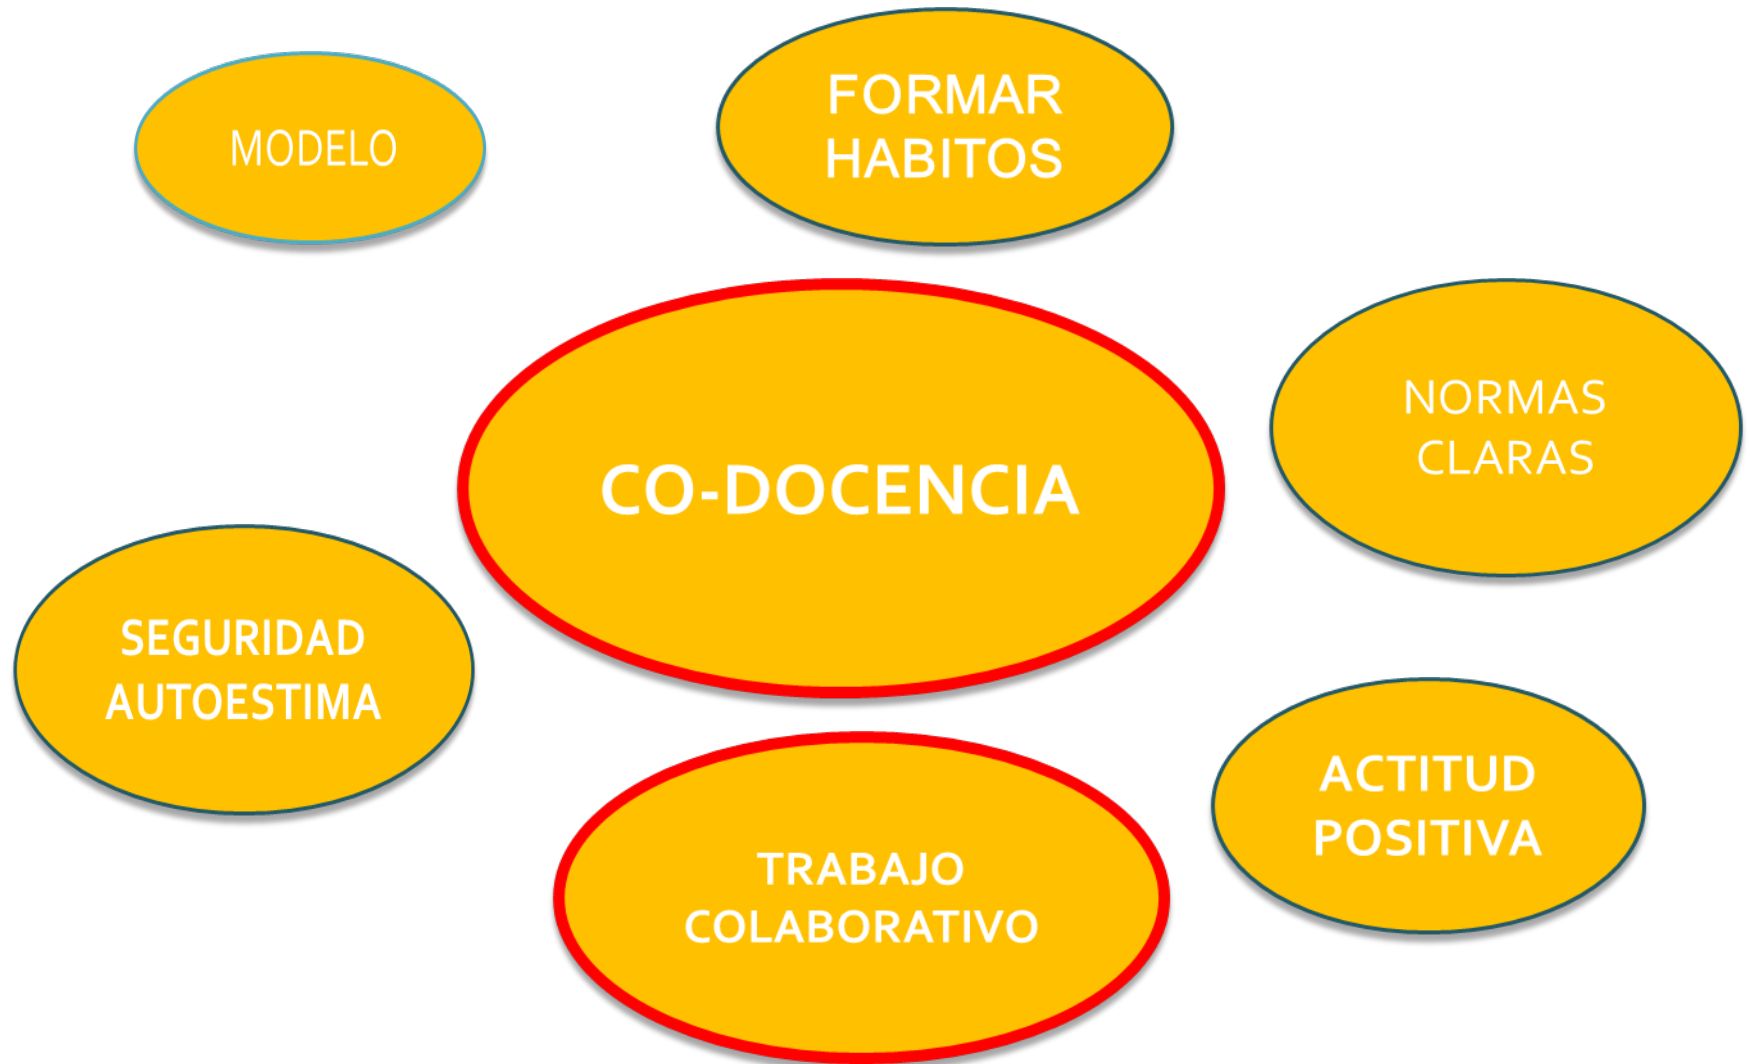 MODELO
FORMAR
HABITOS
NORMAS
CLARAS
CO-DOCENCIA
SEGURIDAD
AUTOESTIMA
ACTITUD
POSITIVA
TRABAJO
COLABORATIVO